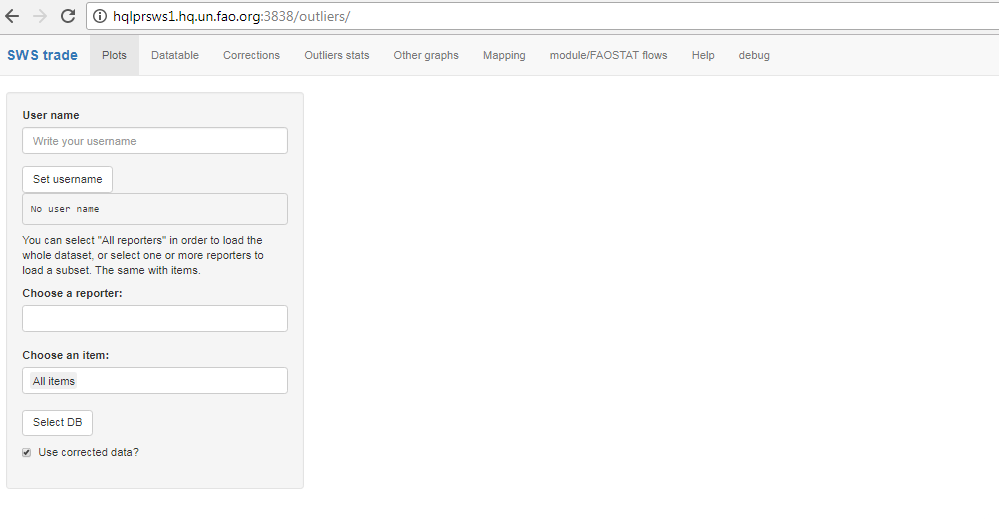 hqlprsws1.hq.un.fao.org:3838/outliers/
SWS trade Plots Datatable Corrections Outliers stats Other graphs Mapping module/FAOSTAT flows Help debug
User name
Write your username
Set username
No user name
You can select "All reporters" in order to load the
whole dataset, or select one or more reporters to
load a subset. The same with items.
Choose a reporter:
Choose an item:
All items
Select DB
Use corrected data?